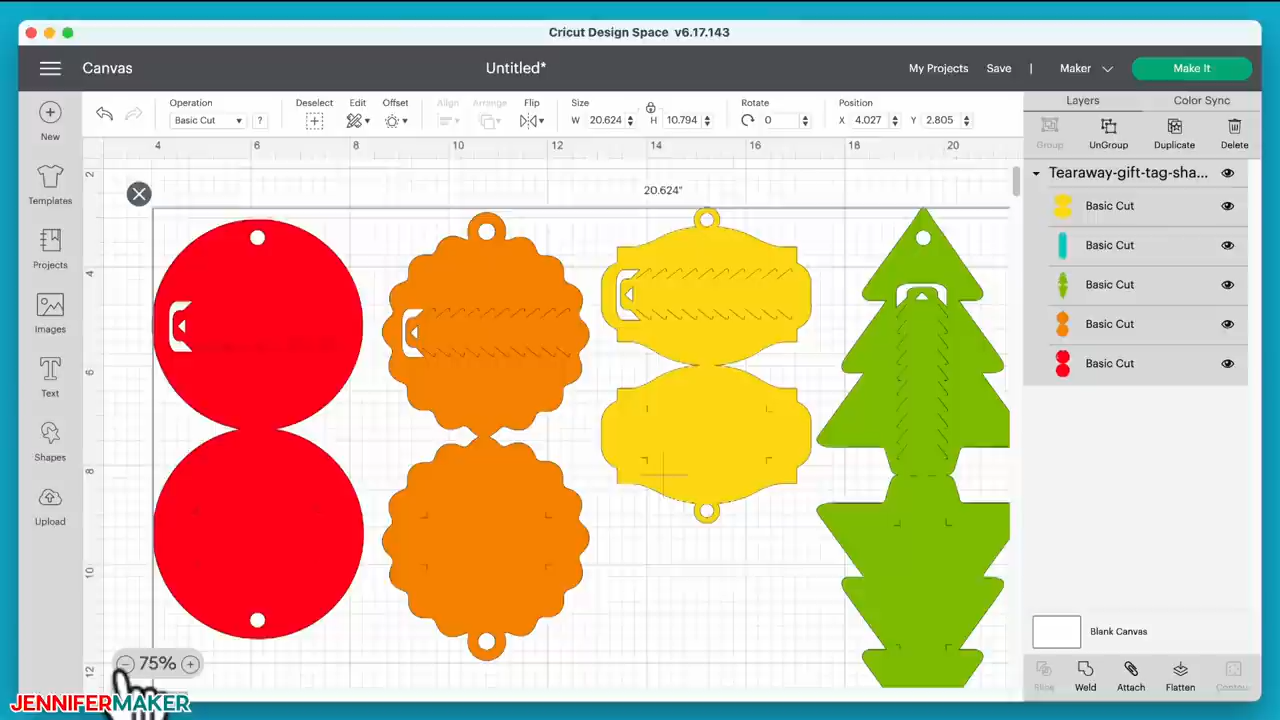 Cricut Design Space v6.17.143
Canvas
Untitled*
My Projects Save | Maker Make It
New
Templates
Projects
Images
Text
Shapes
Upload
Operation
Basic Cut ?
Deselect
Edit
Offset
Align
Arrange
Flip
Size
W 20.624 H 10.794
Rotate
0
Position
X 4.027 Y 2.805
4 6 8 10 12 14 16 18 20
2
4
6
8
10
12
20.624"
75%
JENNIFERMAKER
Layers Color Sync
Group UnGroup Duplicate Delete
Tearaway-gift-tag-sha...
Basic Cut
Basic Cut
Basic Cut
Basic Cut
Basic Cut
Blank Canvas
Slice Weld Attach Flatten Contour